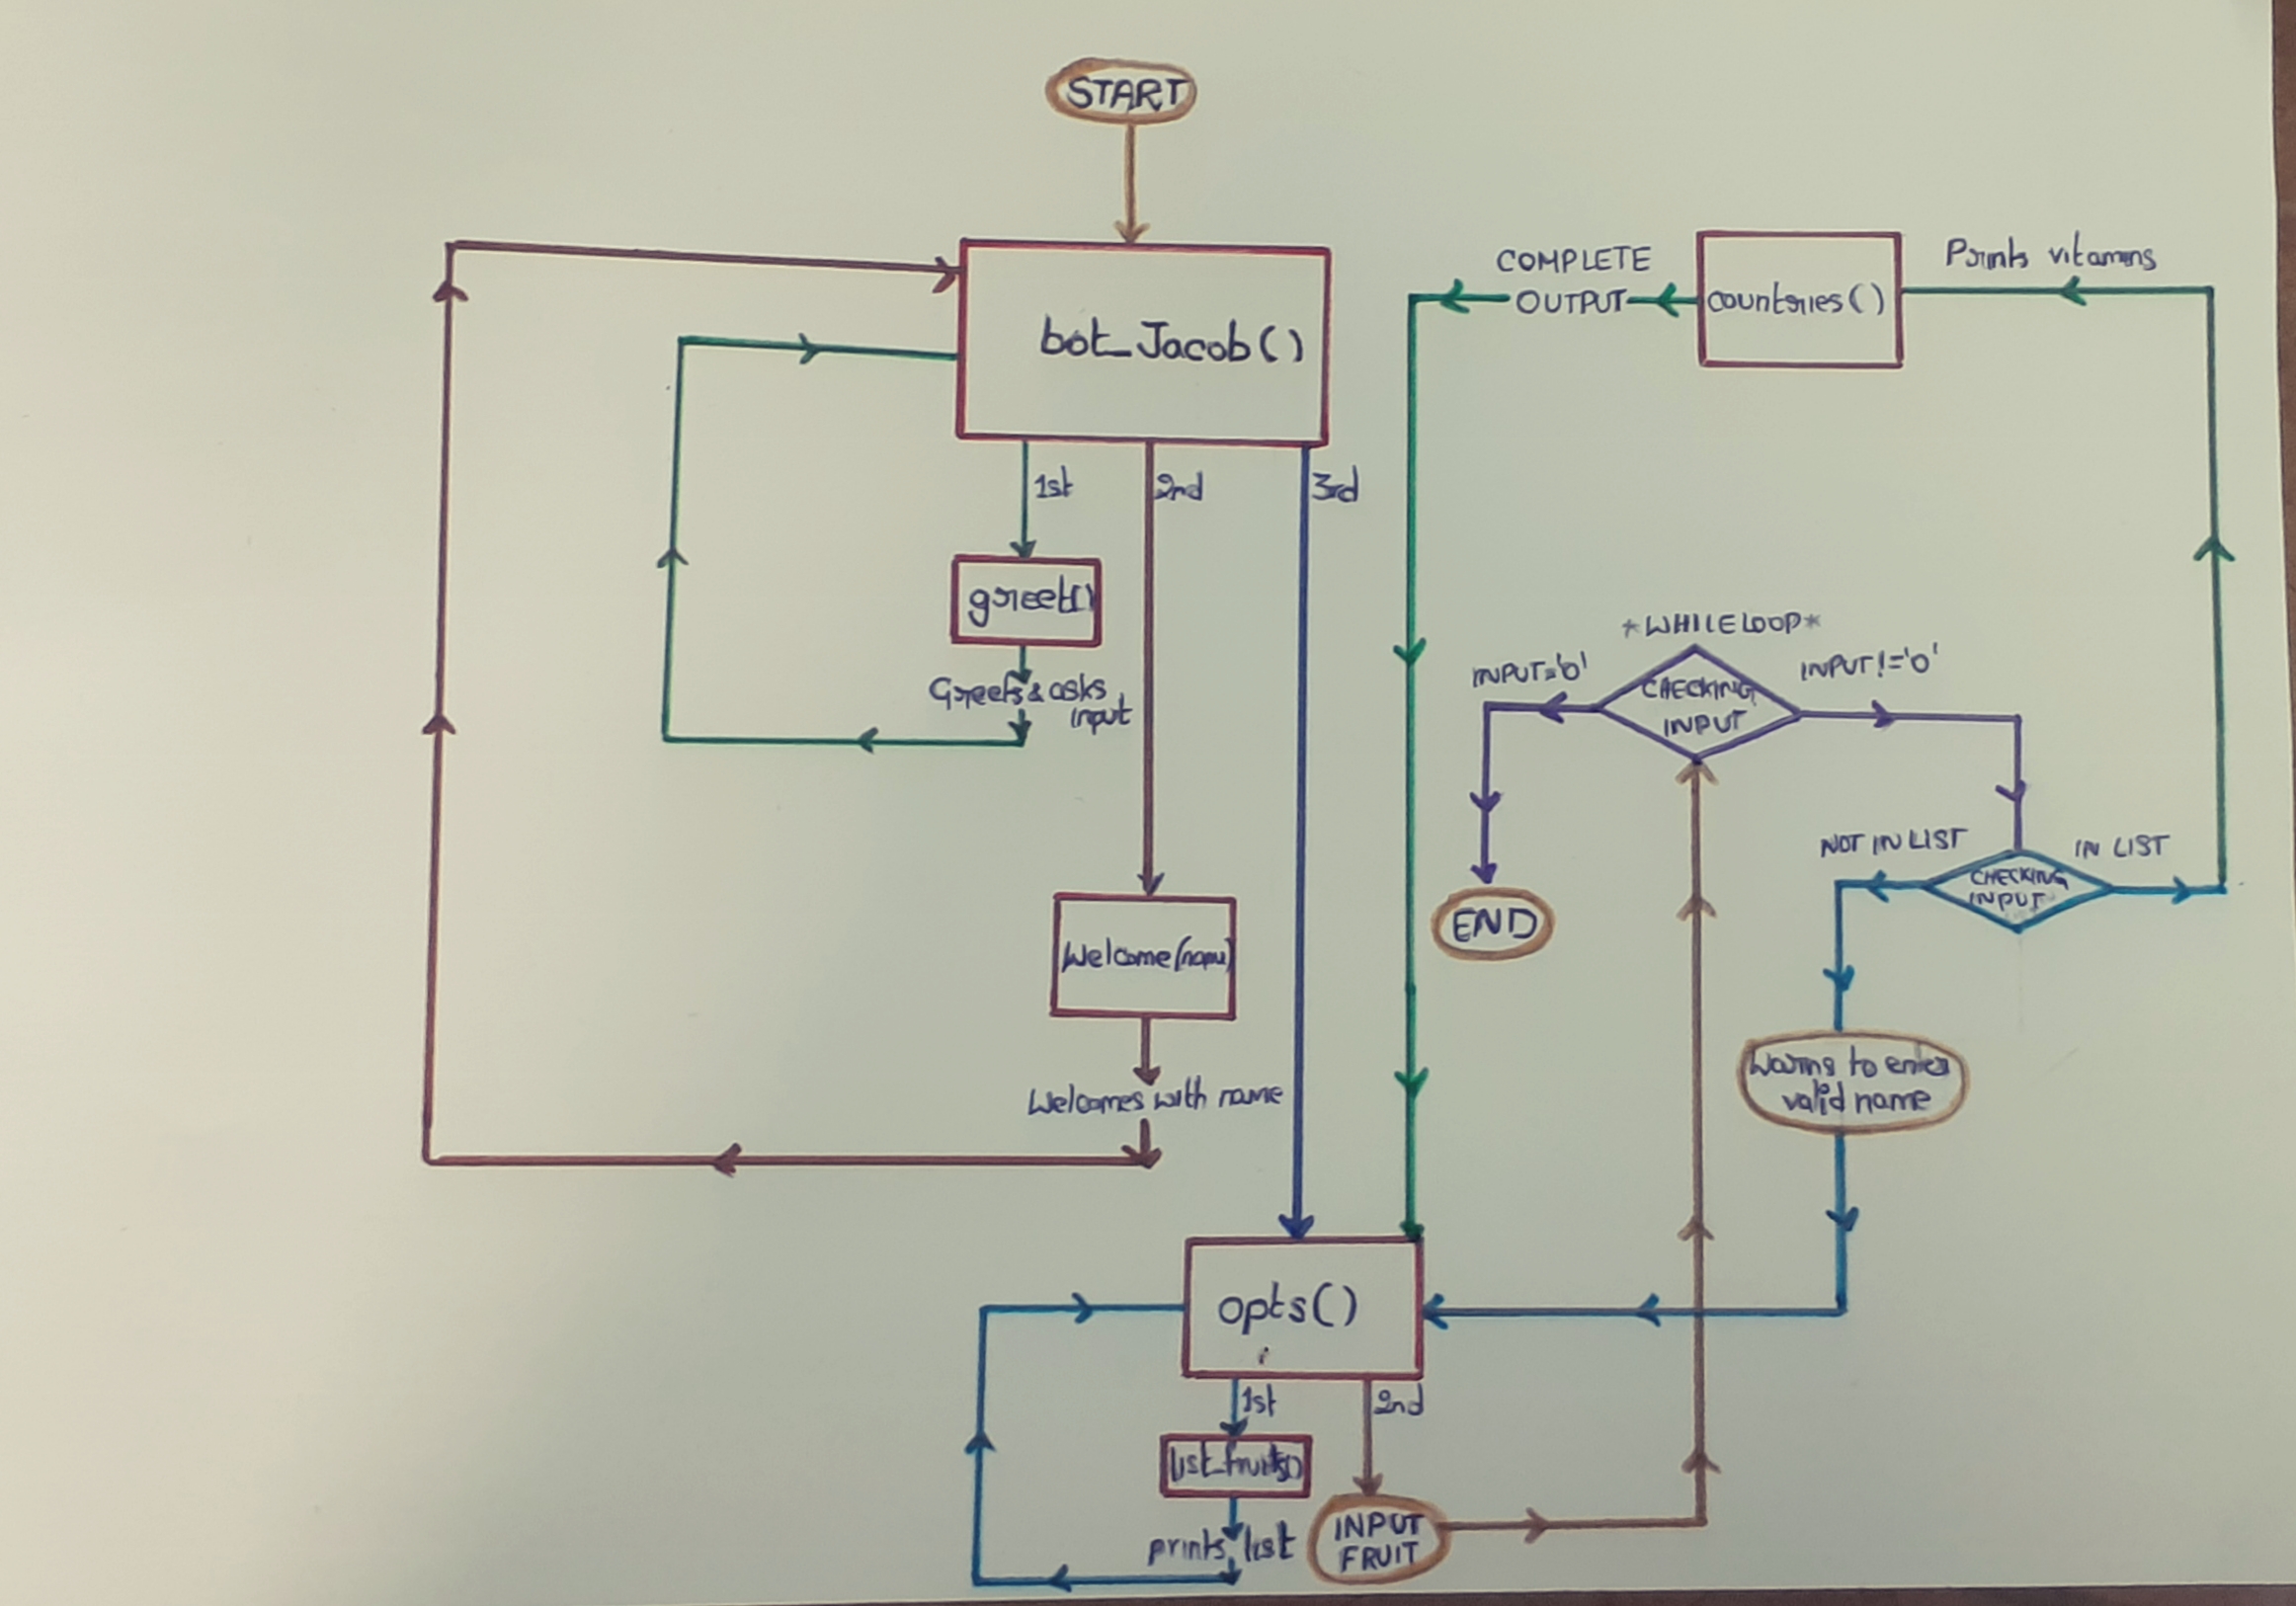 START
COMPLETE
OUTPUT
countries()
Prints vitamins
bot_Jacob()
1st
2nd
3rd
greet()
Greets & asks
input
*WHILE LOOP*
INPUT='0'
INPUT!='0'
CHECKING
INPUT
NOT IN LIST
IN LIST
CHECKING
INPUT
END
Welcome(name)
Welcomes with name
Warns to enter
valid name
opts()
1st
2nd
list_fruits()
prints list
INPUT
FRUIT